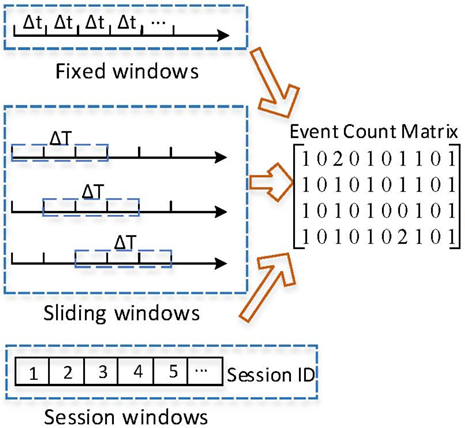 Δt Δt Δt Δt ...
Fixed windows
ΔT
ΔT
ΔT
Sliding windows
Event Count Matrix
1 0 2 0 1 0 1 1 0 1
1 0 1 0 1 0 1 1 0 1
1 0 1 0 1 0 0 1 0 1
1 0 1 0 1 0 2 1 0 1
1 2 3 4 5 ... Session ID
Session windows